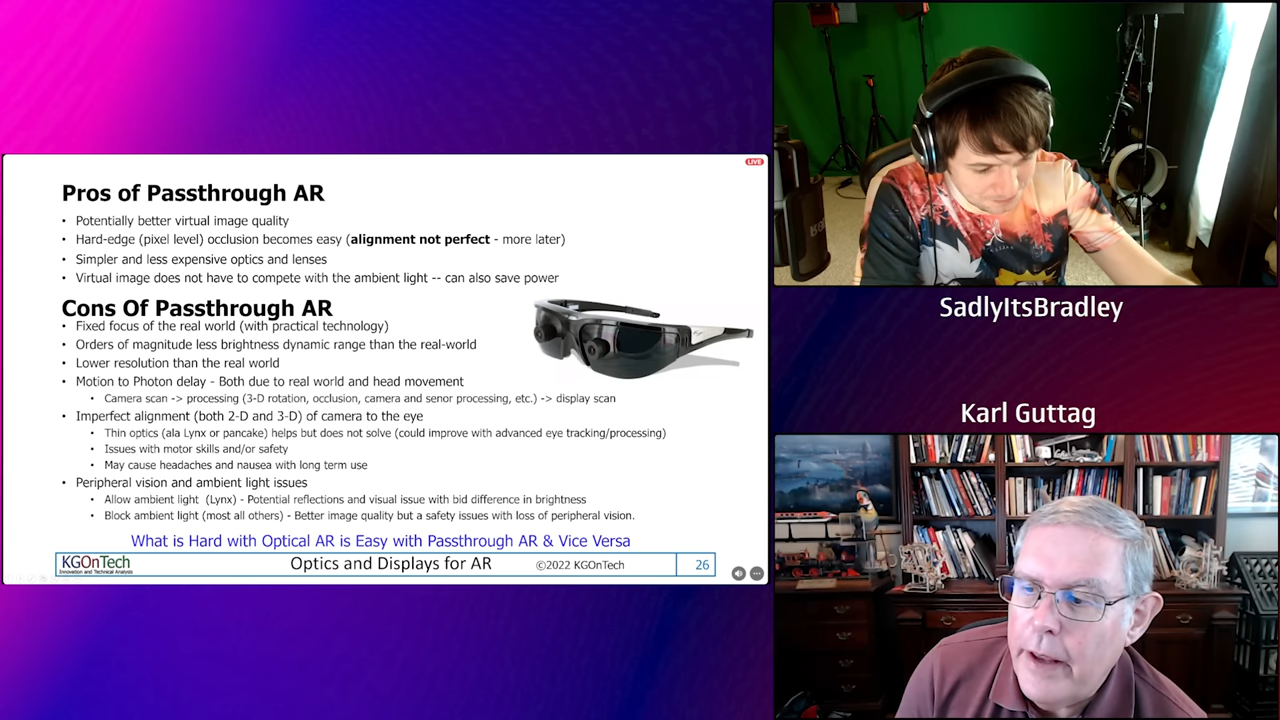 LIVE
Pros of Passthrough AR
• Potentially better virtual image quality
• Hard-edge (pixel level) occlusion becomes easy (alignment not perfect - more later)
• Simpler and less expensive optics and lenses
• Virtual image does not have to compete with the ambient light -- can also save power
Cons Of Passthrough AR
• Fixed focus of the real world (with practical technology)
• Orders of magnitude less brightness dynamic range than the real-world
• Lower resolution than the real world
• Motion to Photon delay - Both due to real world and head movement
• Camera scan -> processing (3-D rotation, occlusion, camera and senor processing, etc.) -> display scan
• Imperfect alignment (both 2-D and 3-D) of camera to the eye
• Thin optics (ala Lynx or pancake) helps but does not solve (could improve with advanced eye tracking/processing)
• Issues with motor skills and/or safety
• May cause headaches and nausea with long term use
• Peripheral vision and ambient light issues
• Allow ambient light (Lynx) - Potential reflections and visual issue with bid difference in brightness
• Block ambient light (most all others) - Better image quality but a safety issues with loss of peripheral vision.
What is Hard with Optical AR is Easy with Passthrough AR & Vice Versa
KGOnTech
Innovation and Technical Analysis
Optics and Displays for AR
©2022 KGOnTech
26
SadlyItsBradley
Karl Guttag